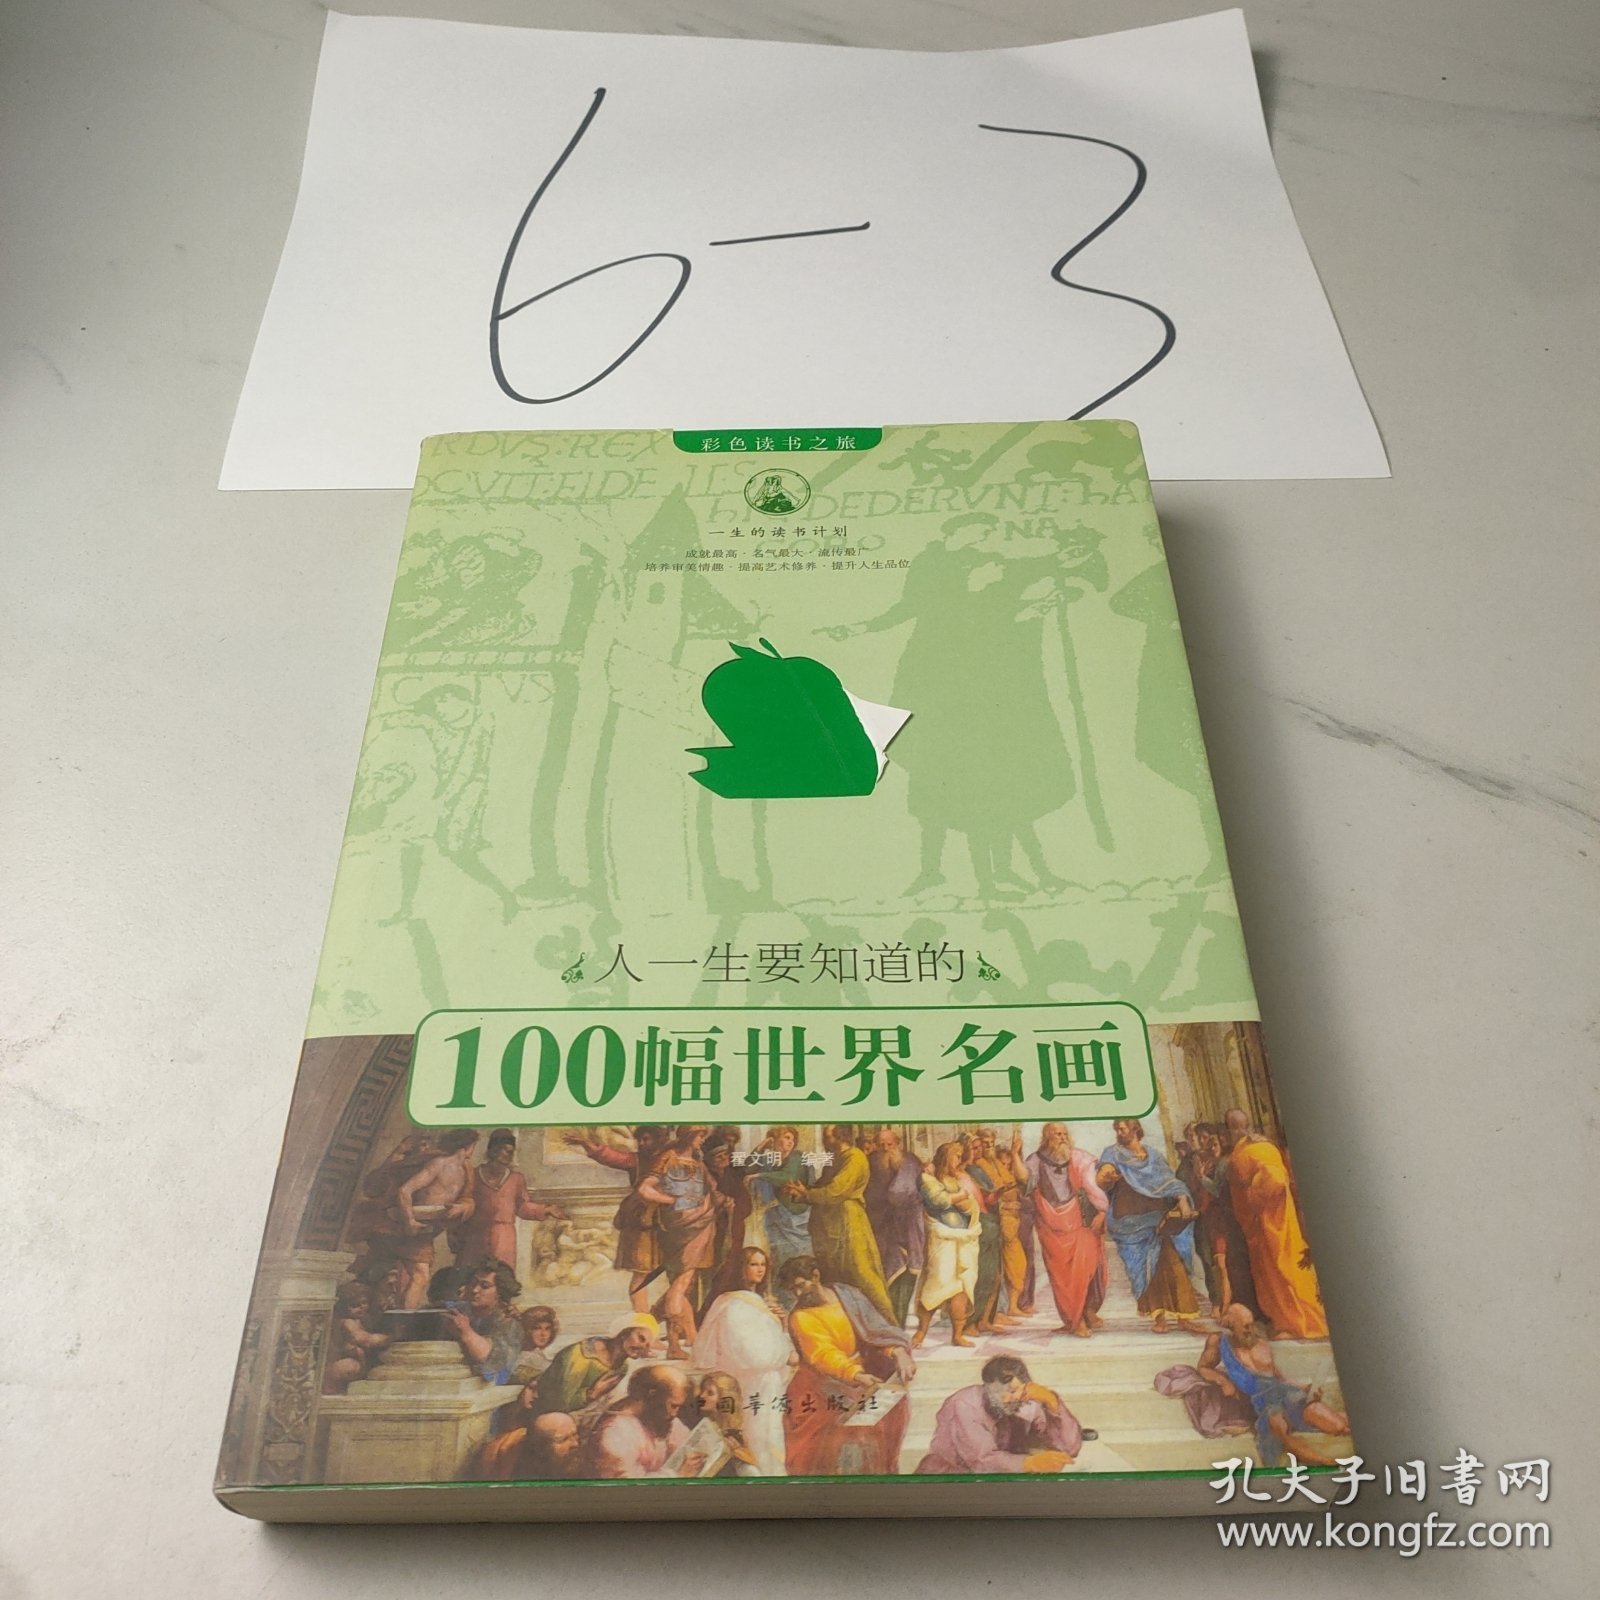 6-3
彩色读书之旅
RDVS:REX
一生的读书计划
成就最高·名气最大·流传最广
培养审美情趣·提高艺术修养·提升人生品位
DEDERVNT:hA
NA
人一生要知道的
100幅世界名画
翟文明 编著
中国华侨出版社
孔夫子旧书网
www.kongfz.com